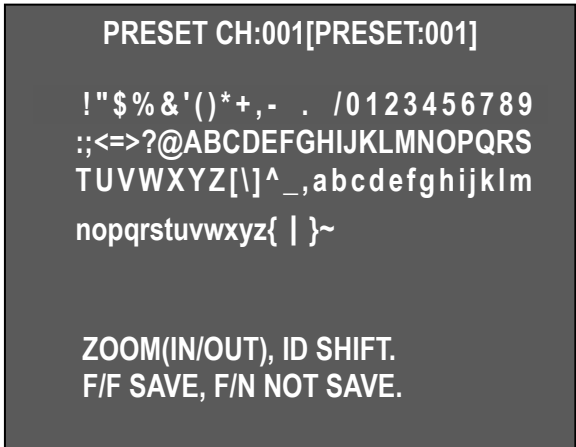 PRESET CH:001[PRESET:001]
!"$%&'()*+,- . /0123456789
:;<=>?@ABCDEFGHIJKLMNOPQRS
TUVWXYZ[\]^_,abcdefghijklm
nopqrstuvwxyz{ | }~
ZOOM(IN/OUT), ID SHIFT.
F/F SAVE, F/N NOT SAVE.